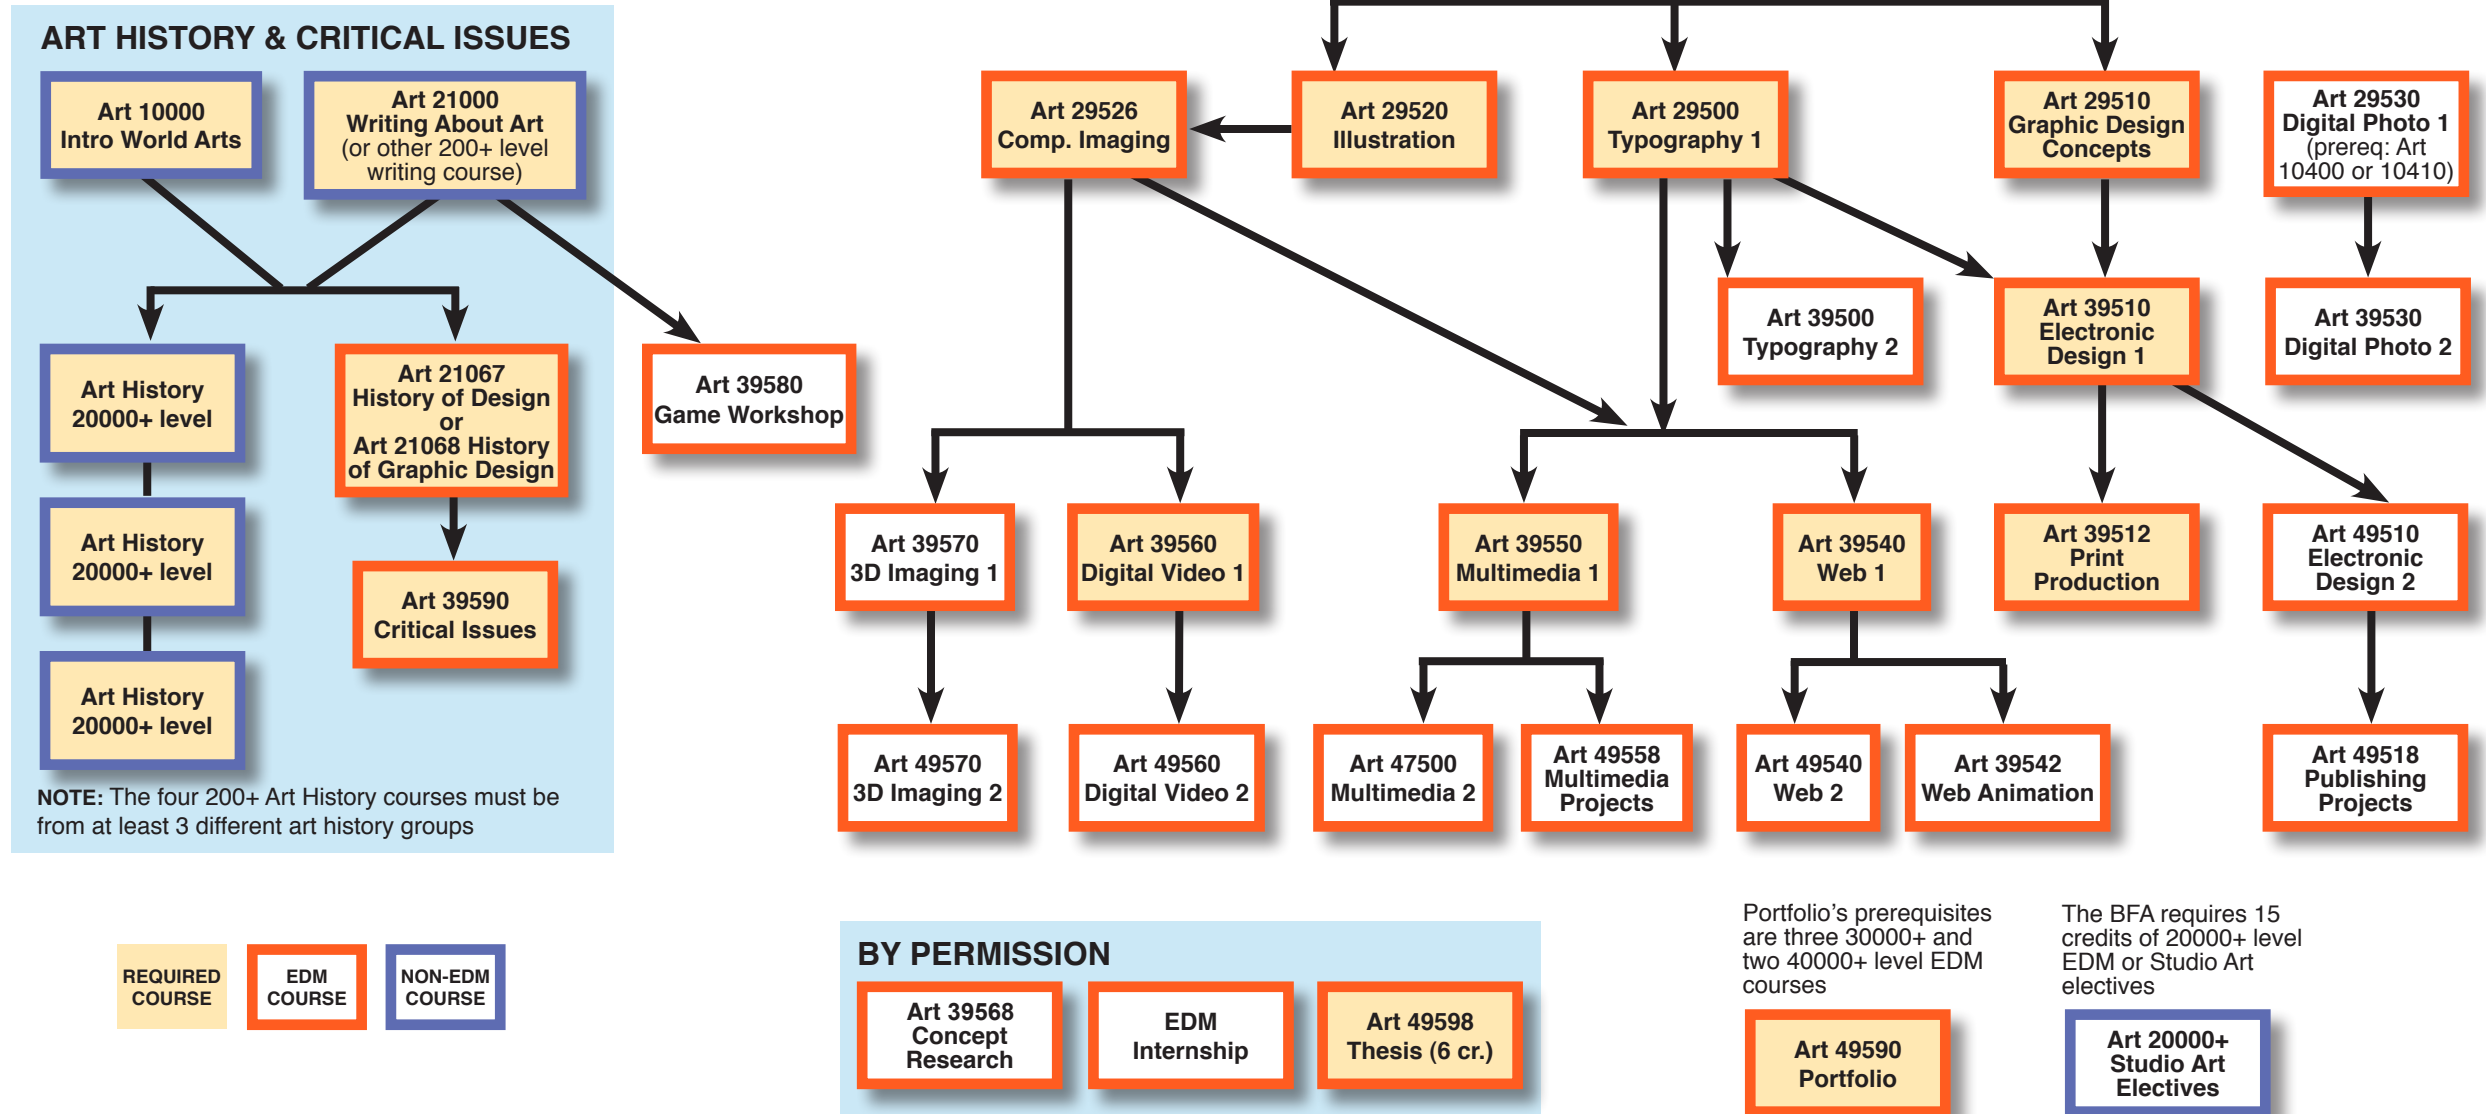 ART HISTORY & CRITICAL ISSUES
Art 10000
Intro World Arts
Art 21000
Writing About Art
(or other 200+ level
writing course)
Art History
20000+ level
Art History
20000+ level
Art History
20000+ level
Art 21067
History of Design
or
Art 21068 History
of Graphic Design
Art 39590
Critical Issues
NOTE: The four 200+ Art History courses must be
from at least 3 different art history groups
Art 39580
Game Workshop
Art 29526
Comp. Imaging
Art 29520
Illustration
Art 29500
Typography 1
Art 29510
Graphic Design
Concepts
Art 29530
Digital Photo 1
(prereq: Art
10400 or 10410)
Art 39500
Typography 2
Art 39510
Electronic
Design 1
Art 39530
Digital Photo 2
Art 39570
3D Imaging 1
Art 39560
Digital Video 1
Art 39550
Multimedia 1
Art 39540
Web 1
Art 39512
Print
Production
Art 49510
Electronic
Design 2
Art 49570
3D Imaging 2
Art 49560
Digital Video 2
Art 47500
Multimedia 2
Art 49558
Multimedia
Projects
Art 49540
Web 2
Art 39542
Web Animation
Art 49518
Publishing
Projects
REQUIRED
COURSE
EDM
COURSE
NON-EDM
COURSE
BY PERMISSION
Art 39568
Concept
Research
EDM
Internship
Art 49598
Thesis (6 cr.)
Portfolio’s prerequisites
are three 30000+ and
two 40000+ level EDM
courses
Art 49590
Portfolio
The BFA requires 15
credits of 20000+ level
EDM or Studio Art
electives
Art 20000+
Studio Art
Electives